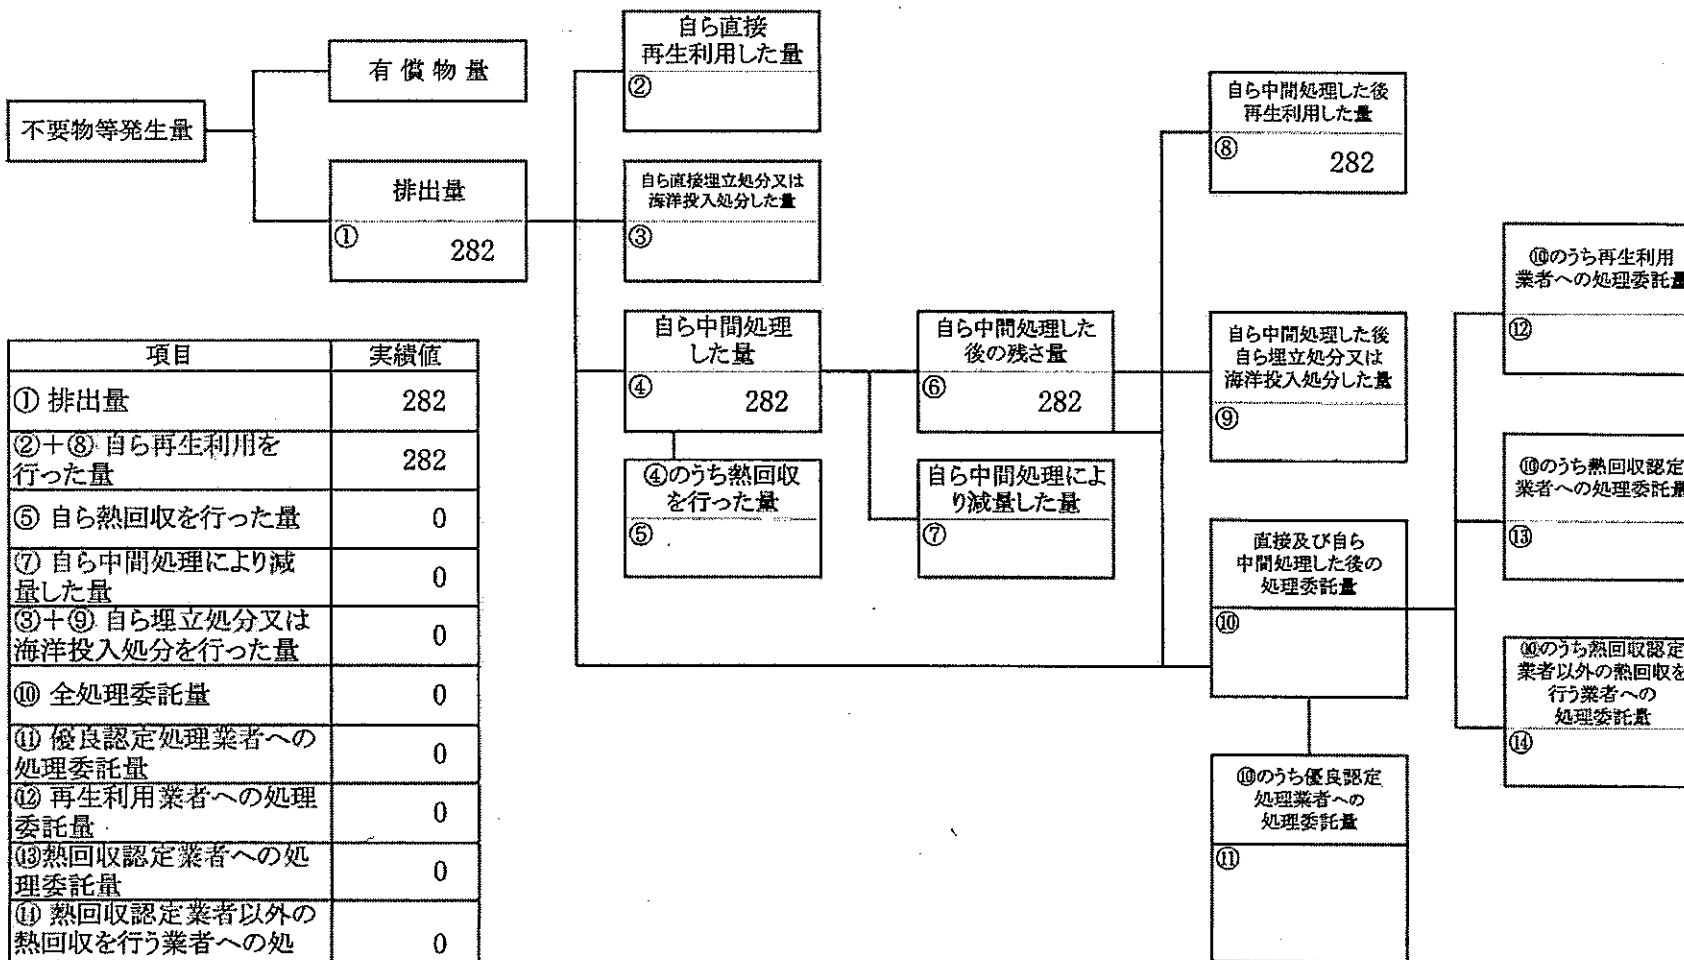 不要物等発生量
有償物量
排出量
①
282
自ら直接
再生利用した量
②
自ら直接埋立処分又は
海洋投入処分した量
③
自ら中間処理
した量
④
282
④のうち熱回収
を行った量
⑤
自ら中間処理した
後の残さ量
⑥
282
自ら中間処理によ
り減量した量
⑦
自ら中間処理した後
再生利用した量
⑧
282
自ら中間処理した後
自ら埋立処分又は
海洋投入処分した量
⑨
直接及び自ら
中間処理した後の
処理委託量
⑩
⑩のうち優良認定
処理業者への
処理委託量
⑪
⑩のうち再生利用
業者への処理委託量
⑫
⑩のうち熱回収認定
業者への処理委託量
⑬
⑩のうち熱回収認定
業者以外の熱回収を
行う業者への
処理委託量
⑭
項目 実績値
① 排出量 282
②+⑧ 自ら再生利用を
行った量 282
⑤ 自ら熱回収を行った量 0
⑦ 自ら中間処理により減
量した量 0
③+⑨ 自ら埋立処分又は
海洋投入処分を行った量 0
⑩ 全処理委託量 0
⑪ 優良認定処理業者への
処理委託量 0
⑫ 再生利用業者への処理
委託量 0
⑬熱回収認定業者への処
理委託量 0
⑭ 熱回収認定業者以外の
熱回収を行う業者への処 0